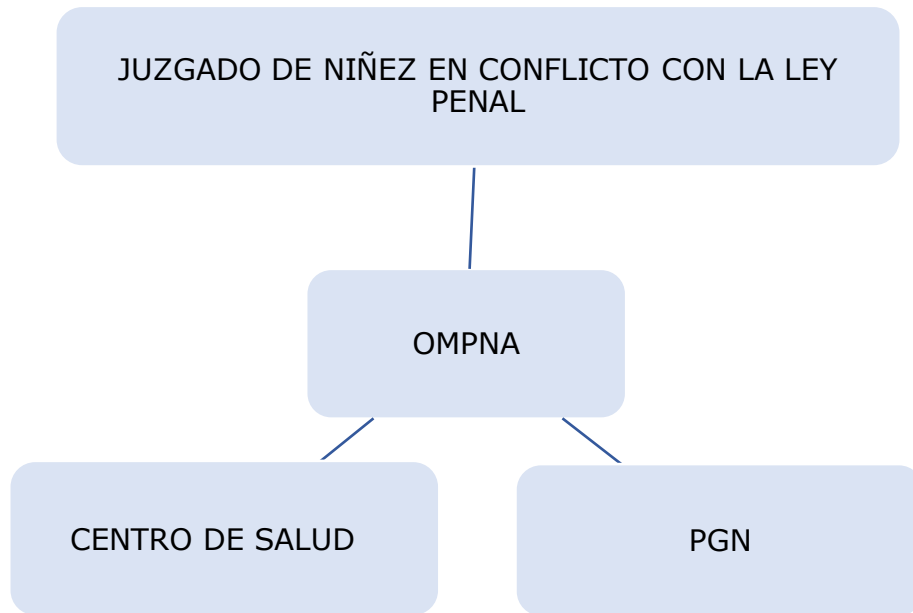 JUZGADO DE NIÑEZ EN CONFLICTO CON LA LEY
PENAL
OMPNA
CENTRO DE SALUD
PGN